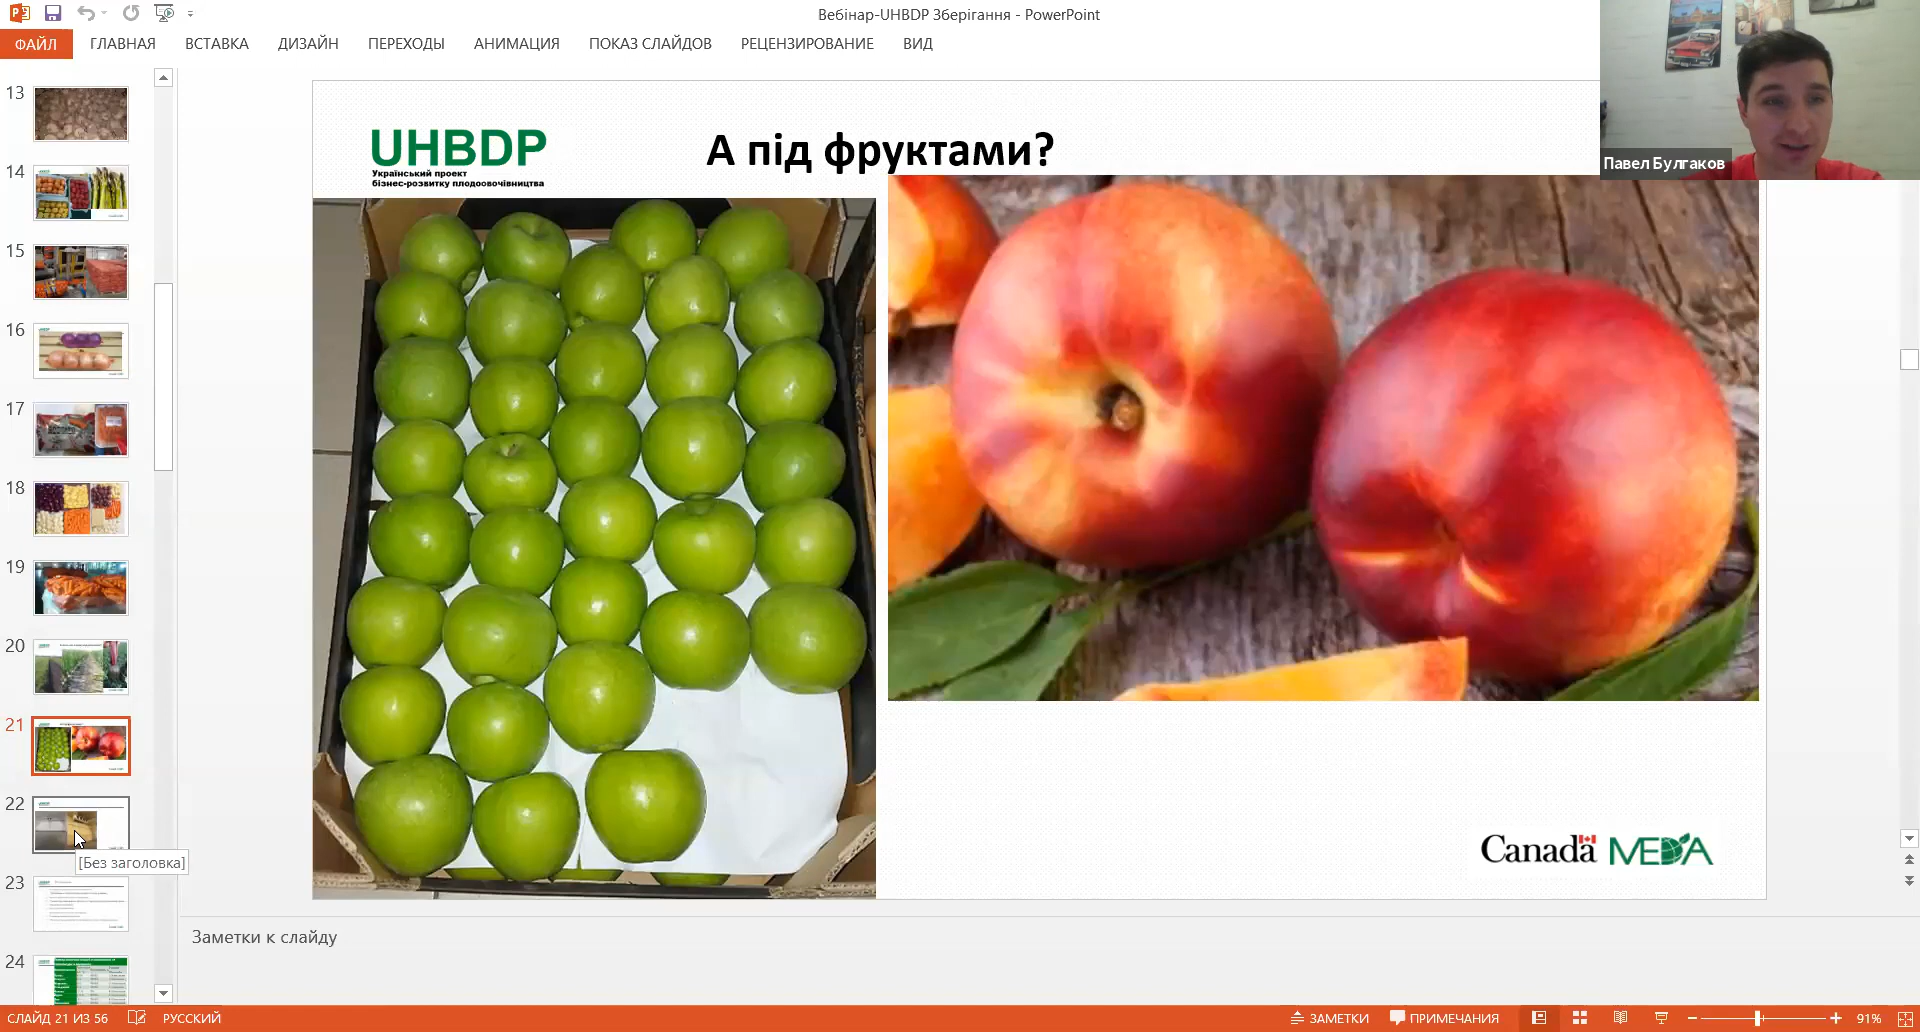 Вебінар-UHBDP Зберігання - PowerPoint
ФАЙЛ ГЛАВНАЯ ВСТАВКА ДИЗАЙН ПЕРЕХОДЫ АНИМАЦИЯ ПОКАЗ СЛАЙДОВ РЕЦЕНЗИРОВАНИЕ ВИД
Павел Булгаков
13
14
15
16
17
18
19
20
21
22
[Без заголовка]
23
24
UHBDP
Український проект
бізнес-розвитку плодоовочівництва
А під фруктами?
Canada MEDA
Заметки к слайду
СЛАЙД 21 ИЗ 56 РУССКИЙ ЗАМЕТКИ ПРИМЕЧАНИЯ 91%